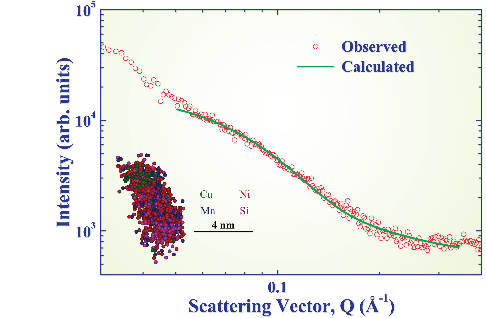 10^5
10^4
10^3
Intensity (arb. units)
Observed
Calculated
Cu Ni
Mn Si
4 nm
0.1
Scattering Vector, Q (Å^-1)